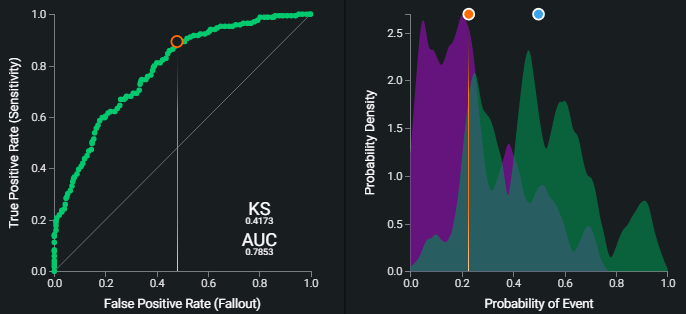 1.0
0.8
0.6
0.4
0.2
0.0
True Positive Rate (Sensitivity)
KS
0.4173
AUC
0.7853
0.0 0.2 0.4 0.6 0.8 1.0
False Positive Rate (Fallout)
2.5
2.0
1.5
1.0
0.5
0.0
Probability Density
0.0 0.2 0.4 0.6 0.8 1.0
Probability of Event